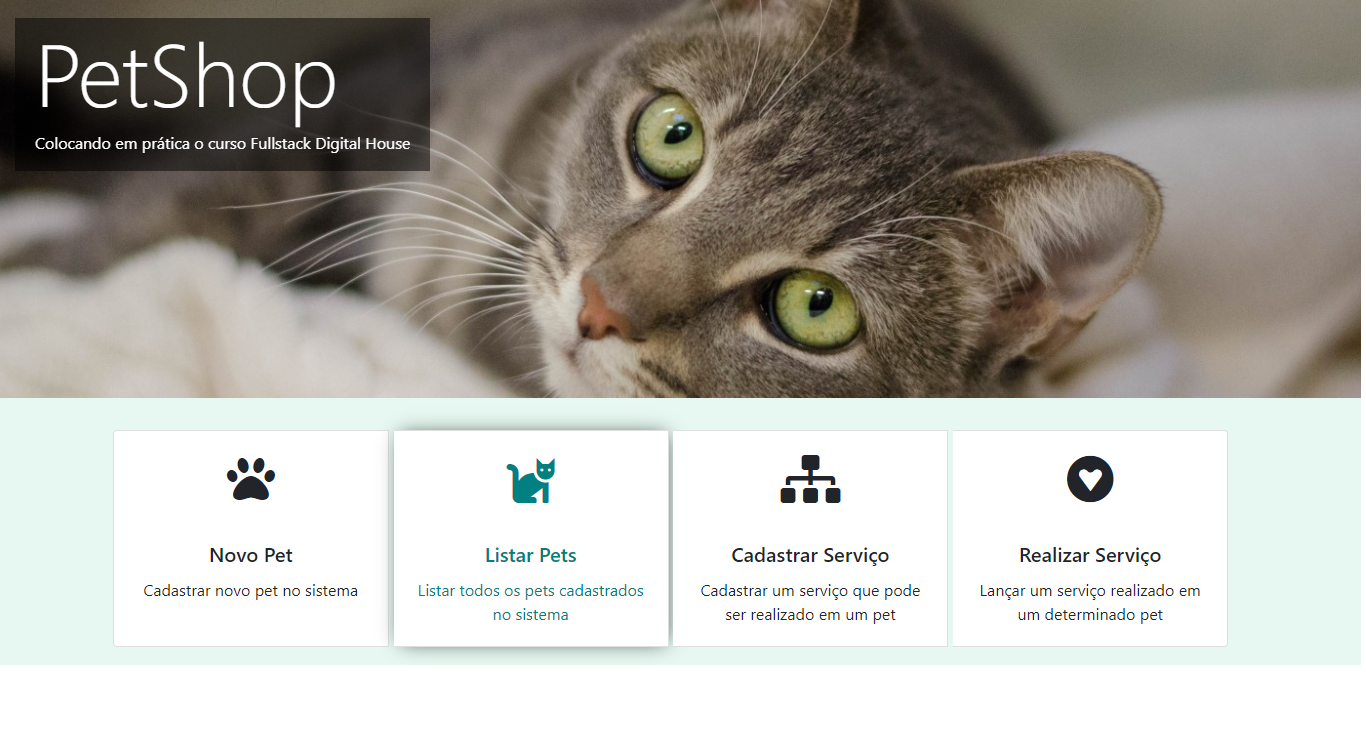 PetShop
Colocando em prática o curso Fullstack Digital House
Novo Pet
Cadastrar novo pet no sistema
Listar Pets
Listar todos os pets cadastrados
no sistema
Cadastrar Serviço
Cadastrar um serviço que pode
ser realizado em um pet
Realizar Serviço
Lançar um serviço realizado em
um determinado pet